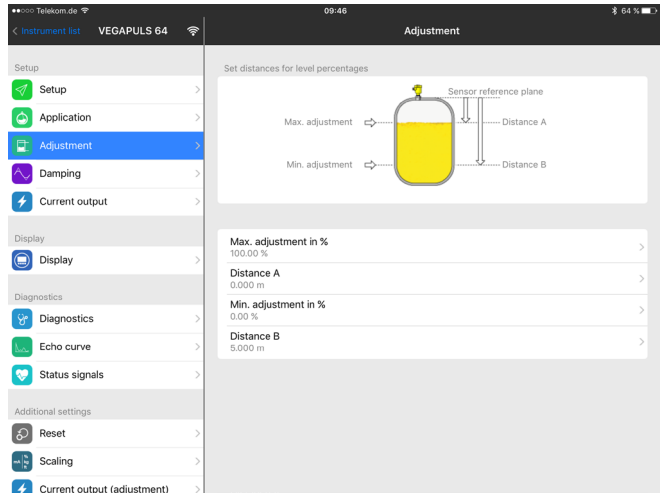 ●●○○○ Telekom.de
09:46
64 %
Instrument list
VEGAPULS 64
Adjustment
Setup
Setup
Application
Adjustment
Damping
Current output
Display
Display
Diagnostics
Diagnostics
Echo curve
Status signals
Additional settings
Reset
Scaling
Current output (adjustment)
Set distances for level percentages
Sensor reference plane
Max. adjustment
Distance A
Min. adjustment
Distance B
Max. adjustment in %
100.00 %
Distance A
0.000 m
Min. adjustment in %
0.00 %
Distance B
5.000 m